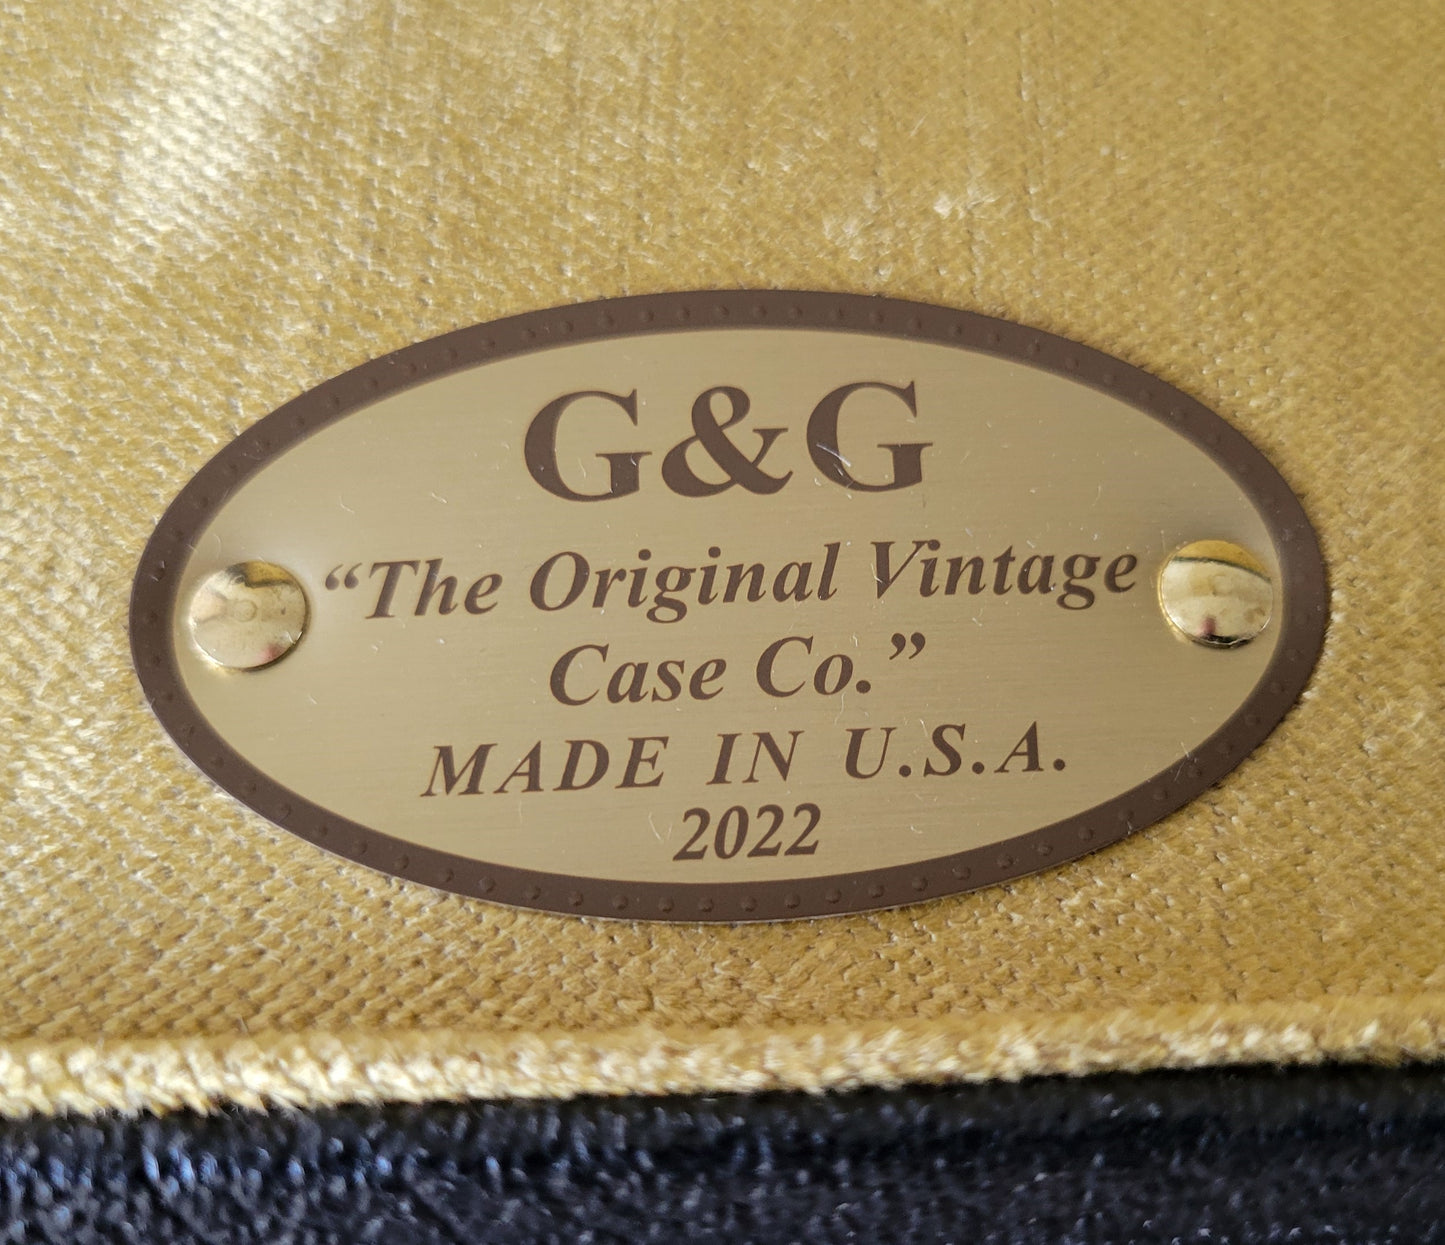 G&G
“The Original Vintage
Case Co.”
MADE IN U.S.A.
2022